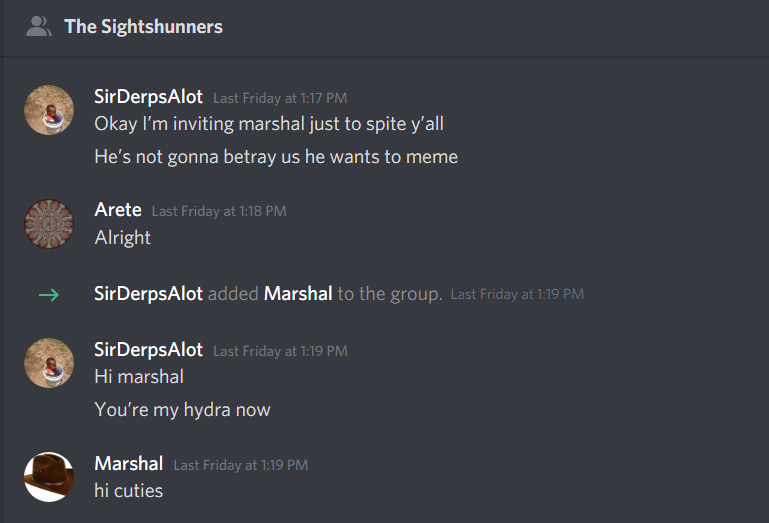 The Sightshunners
SirDerpsAlot Last Friday at 1:17 PM
Okay I’m inviting marshal just to spite y’all
He’s not gonna betray us he wants to meme
Arete Last Friday at 1:18 PM
Alright
SirDerpsAlot added Marshal to the group. Last Friday at 1:19 PM
SirDerpsAlot Last Friday at 1:19 PM
Hi marshal
You’re my hydra now
Marshal Last Friday at 1:19 PM
hi cuties